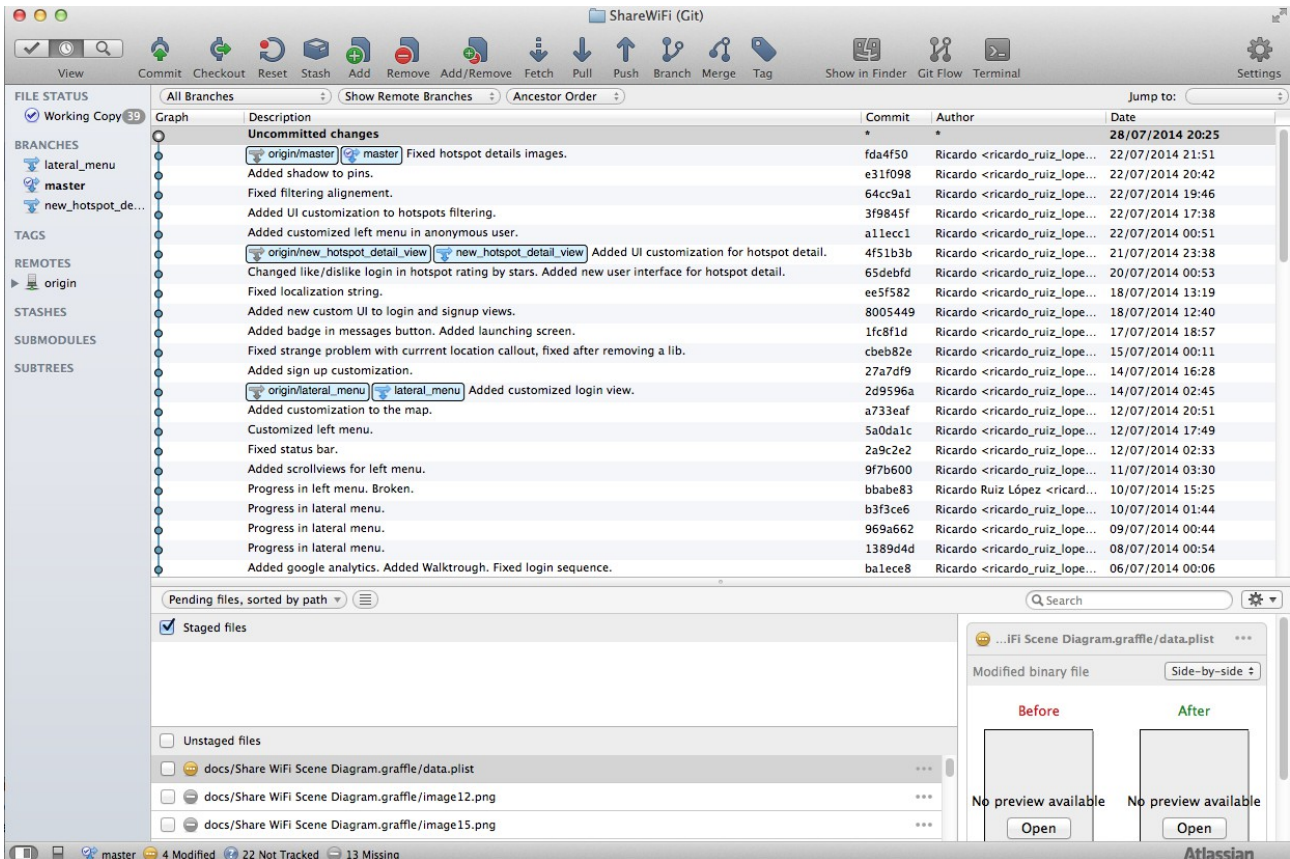 ShareWiFi (Git)
View Commit Checkout Reset Stash Add Remove Add/Remove Fetch Pull Push Branch Merge Tag Show in Finder Git Flow Terminal Settings
FILE STATUS
Working Copy 39
BRANCHES
lateral_menu
master
new_hotspot_de...
TAGS
REMOTES
origin
STASHES
SUBMODULES
SUBTREES
All Branches Show Remote Branches Ancestor Order Jump to:
Graph Description Commit Author Date
Uncommitted changes * * 28/07/2014 20:25
origin/master master Fixed hotspot details images. fda4f50 Ricardo <ricardo_ruiz_lope... 22/07/2014 21:51
Added shadow to pins. e31f098 Ricardo <ricardo_ruiz_lope... 22/07/2014 20:42
Fixed filtering alignement. 64cc9a1 Ricardo <ricardo_ruiz_lope... 22/07/2014 19:46
Added UI customization to hotspots filtering. 3f9845f Ricardo <ricardo_ruiz_lope... 22/07/2014 17:38
Added customized left menu in anonymous user. a11ecc1 Ricardo <ricardo_ruiz_lope... 22/07/2014 00:51
origin/new_hotspot_detail_view new_hotspot_detail_view Added UI customization for hotspot detail. 4f51b3b Ricardo <ricardo_ruiz_lope... 21/07/2014 23:38
Changed like/dislike login in hotspot rating by stars. Added new user interface for hotspot detail. 65debfd Ricardo <ricardo_ruiz_lope... 20/07/2014 00:53
Fixed localization string. ee5f582 Ricardo <ricardo_ruiz_lope... 18/07/2014 13:19
Added new custom UI to login and signup views. 8005449 Ricardo <ricardo_ruiz_lope... 18/07/2014 12:40
Added badge in messages button. Added launching screen. 1fc8f1d Ricardo <ricardo_ruiz_lope... 17/07/2014 18:57
Fixed strange problem with currrent location callout, fixed after removing a lib. cbeb82e Ricardo <ricardo_ruiz_lope... 15/07/2014 00:11
Added sign up customization. 27a7df9 Ricardo <ricardo_ruiz_lope... 14/07/2014 16:28
origin/lateral_menu lateral_menu Added customized login view. 2d9596a Ricardo <ricardo_ruiz_lope... 14/07/2014 02:45
Added customization to the map. a733eaf Ricardo <ricardo_ruiz_lope... 12/07/2014 20:51
Customized left menu. 5a0da1c Ricardo <ricardo_ruiz_lope... 12/07/2014 17:49
Fixed status bar. 2a9c2e2 Ricardo <ricardo_ruiz_lope... 12/07/2014 02:33
Added scrollviews for left menu. 9f7b600 Ricardo <ricardo_ruiz_lope... 11/07/2014 03:30
Progress in left menu. Broken. bbabe83 Ricardo Ruiz López <ricard... 10/07/2014 15:25
Progress in lateral menu. b3f3ce6 Ricardo <ricardo_ruiz_lope... 10/07/2014 01:44
Progress in lateral menu. 969a662 Ricardo <ricardo_ruiz_lope... 09/07/2014 00:44
Progress in lateral menu. 1389d4d Ricardo <ricardo_ruiz_lope... 08/07/2014 00:54
Added google analytics. Added Walktrough. Fixed login sequence. ba1ece8 Ricardo <ricardo_ruiz_lope... 06/07/2014 00:06
Pending files, sorted by path Search
Staged files
Unstaged files
docs/Share WiFi Scene Diagram.graffle/data.plist
docs/Share WiFi Scene Diagram.graffle/image12.png
docs/Share WiFi Scene Diagram.graffle/image15.png
...iFi Scene Diagram.graffle/data.plist
Modified binary file Side-by-side
Before After
No preview available No preview available
Open Open
master 4 Modified 22 Not Tracked 13 Missing Atlassian